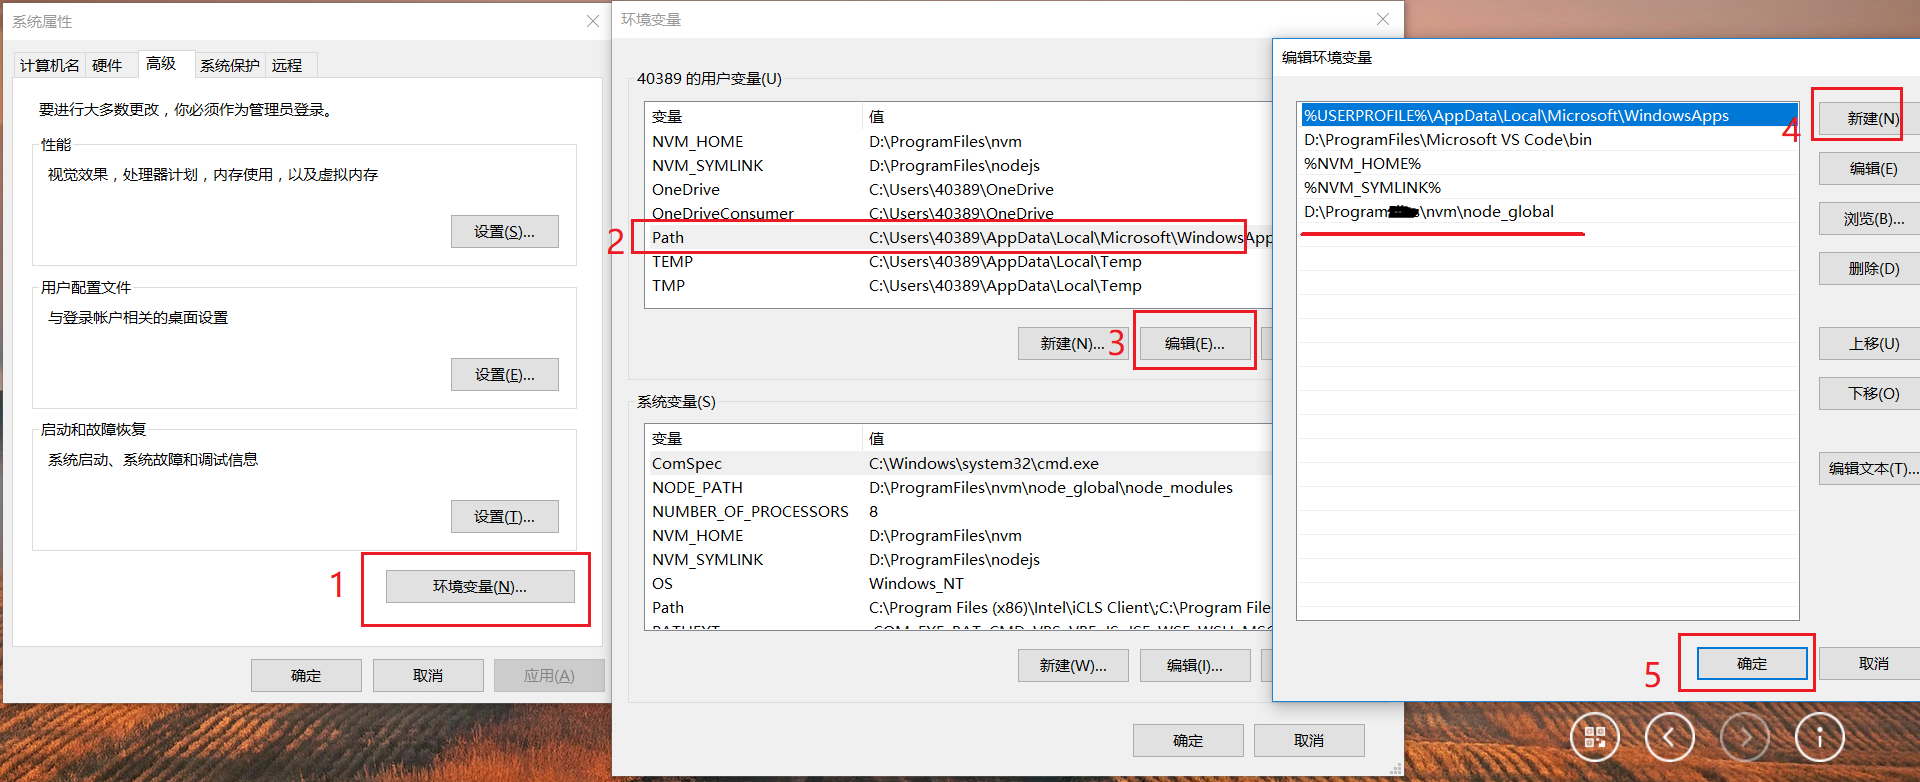 系统属性
计算机名 硬件 高级 系统保护 远程
要进行大多数更改，你必须作为管理员登录。
性能
视觉效果，处理器计划，内存使用，以及虚拟内存
设置(S)...
用户配置文件
与登录帐户相关的桌面设置
设置(E)...
启动和故障恢复
系统启动、系统故障和调试信息
设置(T)...
1
环境变量(N)...
确定 取消 应用(A)
环境变量
40389 的用户变量(U)
变量 值
NVM_HOME D:\ProgramFiles\nvm
NVM_SYMLINK D:\ProgramFiles\nodejs
OneDrive C:\Users\40389\OneDrive
OneDriveConsumer C:\Users\40389\OneDrive
2 Path C:\Users\40389\AppData\Local\Microsoft\WindowsApp
TEMP C:\Users\40389\AppData\Local\Temp
TMP C:\Users\40389\AppData\Local\Temp
新建(N)... 3 编辑(E)...
系统变量(S)
变量 值
ComSpec C:\Windows\system32\cmd.exe
NODE_PATH D:\ProgramFiles\nvm\node_global\node_modules
NUMBER_OF_PROCESSORS 8
NVM_HOME D:\ProgramFiles\nvm
NVM_SYMLINK D:\ProgramFiles\nodejs
OS Windows_NT
Path C:\Program Files (x86)\Intel\iCLS Client\;C:\Program File
新建(W)... 编辑(I)...
确定 取消
编辑环境变量
%USERPROFILE%\AppData\Local\Microsoft\WindowsApps
D:\ProgramFiles\Microsoft VS Code\bin
%NVM_HOME%
%NVM_SYMLINK%
D:\Program \nvm\node_global
4 新建(N)
编辑(E)
浏览(B)...
删除(D)
上移(U)
下移(O)
编辑文本(T)...
5 确定 取消